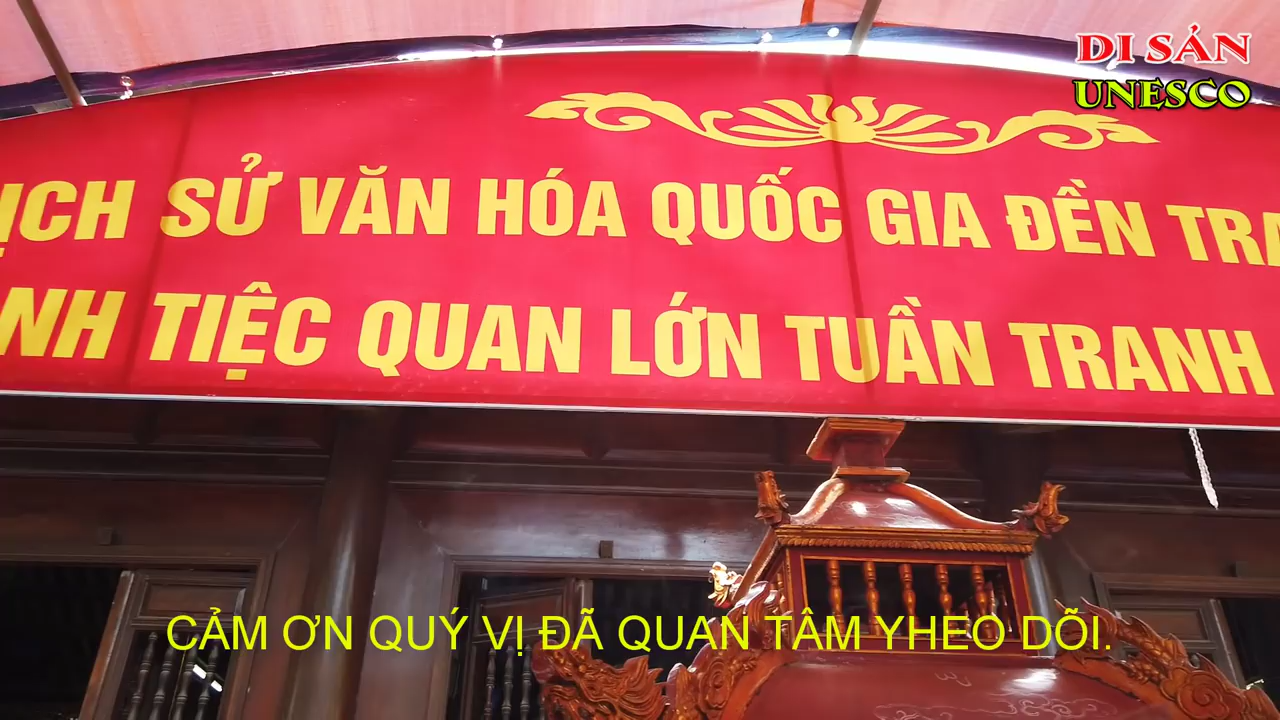 DI SẢN
UNESCO
ỊCH SỬ VĂN HÓA QUỐC GIA ĐỀN TRA
NH TIỆC QUAN LỚN TUẦN TRANH
CẢM ƠN QUÝ VỊ ĐÃ QUAN TÂM YHEO DÕI.